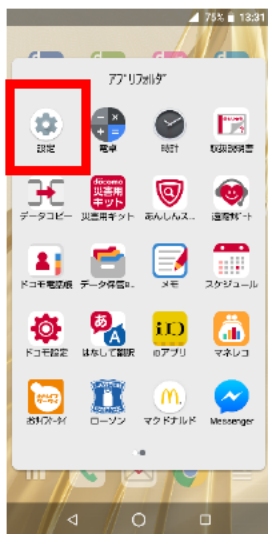 75% 13:31
アプリフォルダ
設定
電卓
時計
取扱説明書
docomo
災害用
キット
データコピー
災害用キット
あんしんス..
遠隔サポート
ドコモ電話帳
データ保管B..
メモ
スケジュール
あ
A
iD
ドコモ設定
はなして翻訳
iDアプリ
マネレコ
LAWSON
おサイフケータイ
ローソン
マクドナルド
Messenger